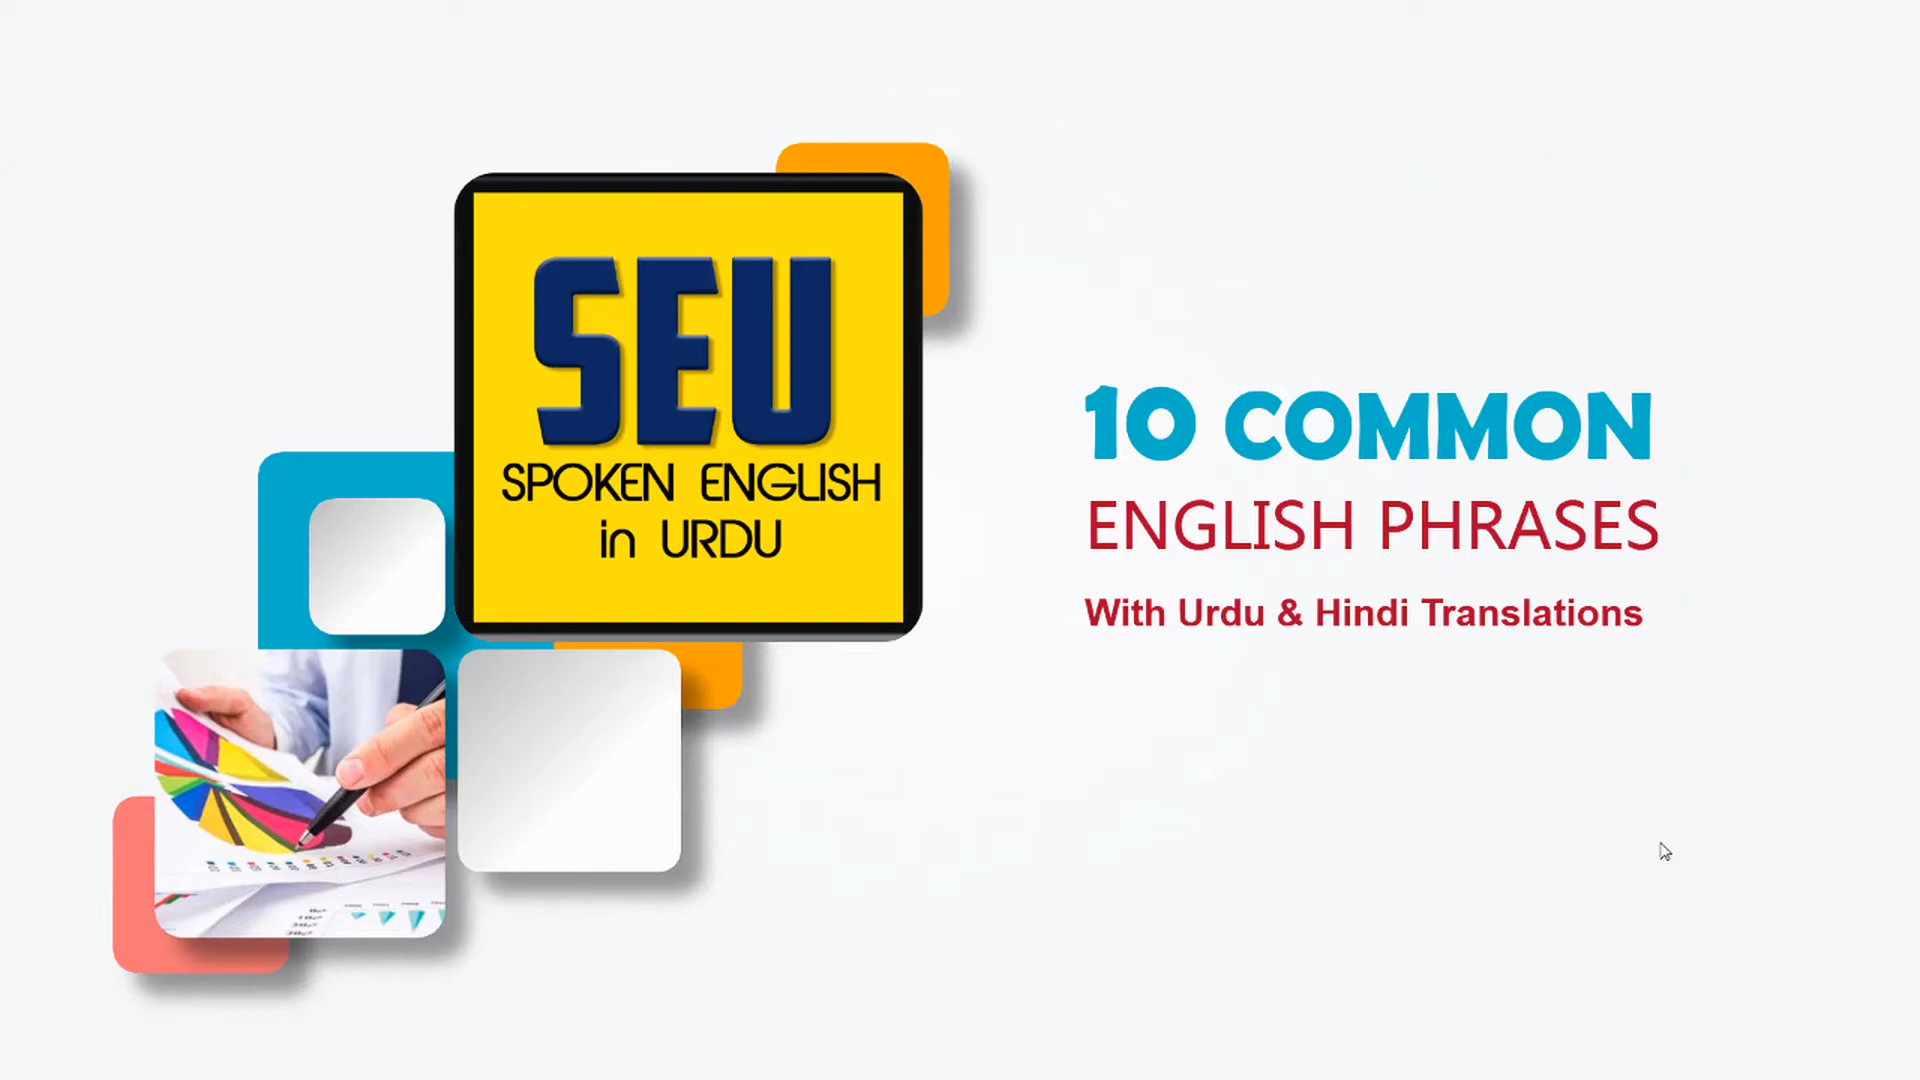 SEU
SPOKEN ENGLISH
in URDU
10 COMMON
ENGLISH PHRASES
With Urdu & Hindi Translations